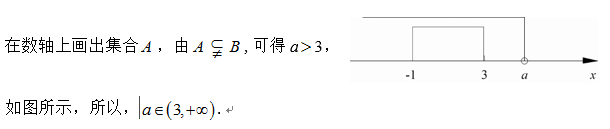 在数轴上画出集合A，由A⫋B，可得a>3，
-1 3 a x
如图所示，所以，a∈(3,+∞).↵